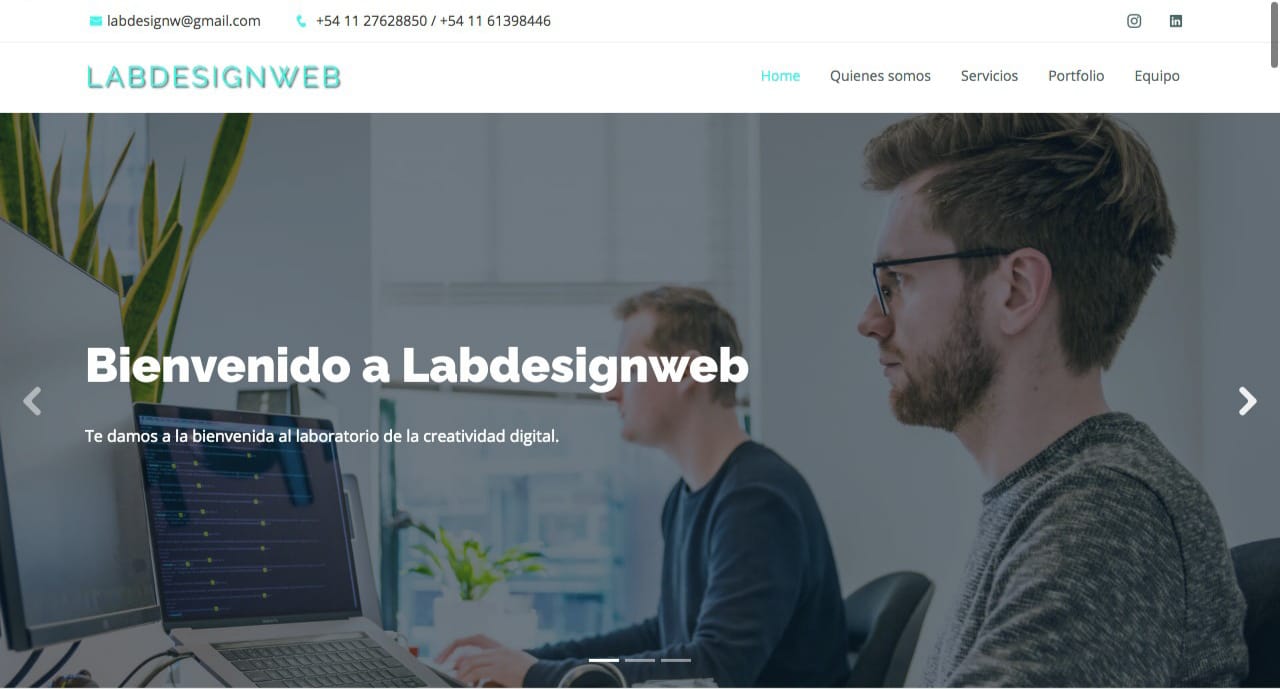 labdesignw@gmail.com +54 11 27628850 / +54 11 61398446
LABDESIGNWEB
Home Quienes somos Servicios Portfolio Equipo
Bienvenido a Labdesignweb
Te damos a la bienvenida al laboratorio de la creatividad digital.